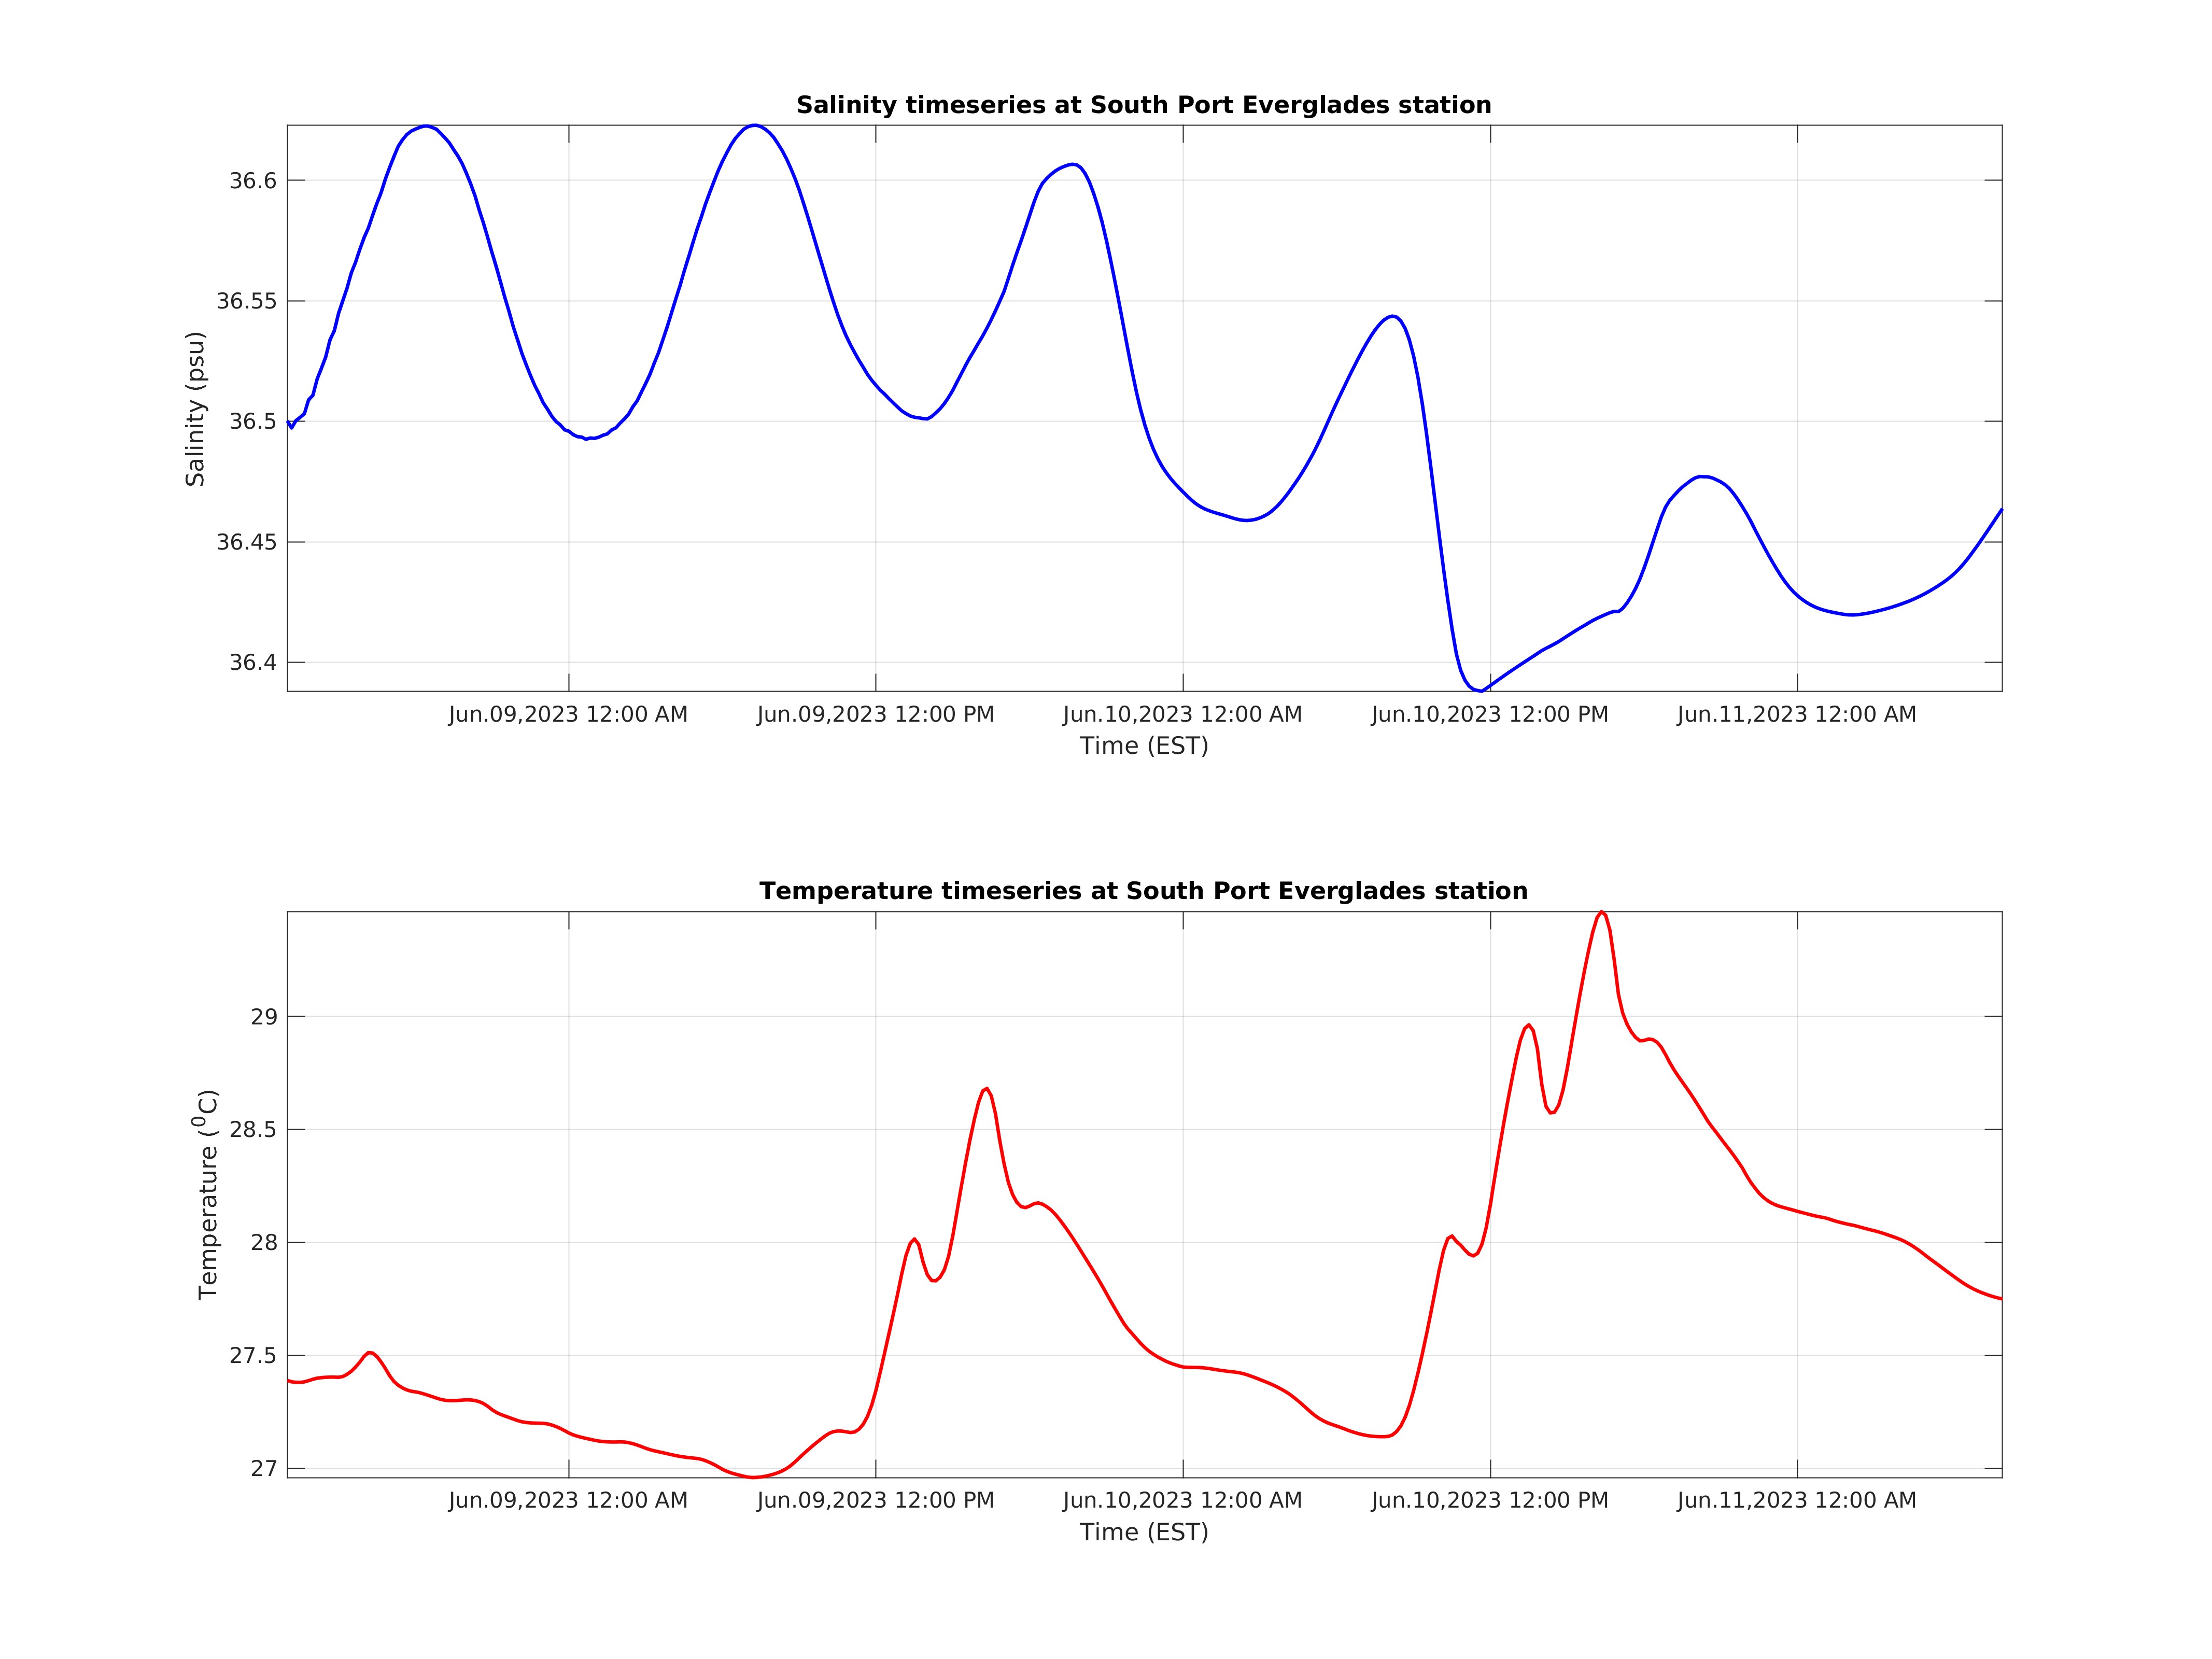 Salinity timeseries at South Port Everglades station
36.6
36.55
36.5
36.45
36.4
Salinity (psu)
Jun.09,2023 12:00 AM
Jun.09,2023 12:00 PM
Jun.10,2023 12:00 AM
Jun.10,2023 12:00 PM
Jun.11,2023 12:00 AM
Time (EST)
Temperature timeseries at South Port Everglades station
29
28.5
28
27.5
27
Temperature (⁰C)
Jun.09,2023 12:00 AM
Jun.09,2023 12:00 PM
Jun.10,2023 12:00 AM
Jun.10,2023 12:00 PM
Jun.11,2023 12:00 AM
Time (EST)